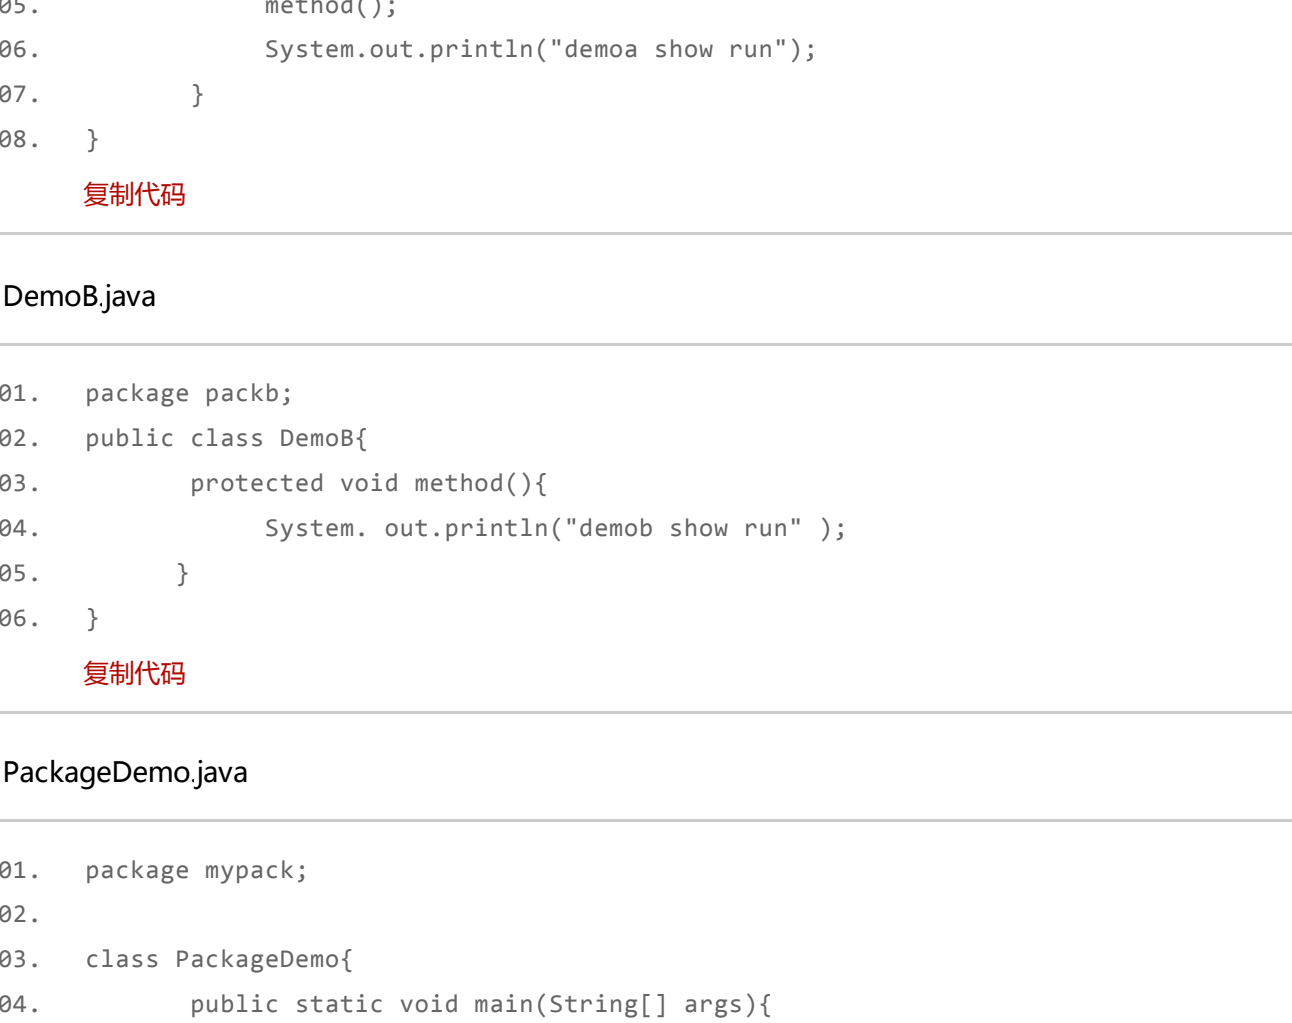 05.               method();
06.               System.out.println("demoa show run");
07.          }
08.   }
复制代码
DemoB.java
01.   package packb;
02.   public class DemoB{
03.          protected void method(){
04.               System. out.println("demob show run" );
05.         }
06.   }
复制代码
PackageDemo.java
01.   package mypack;
02.
03.   class PackageDemo{
04.          public static void main(String[] args){